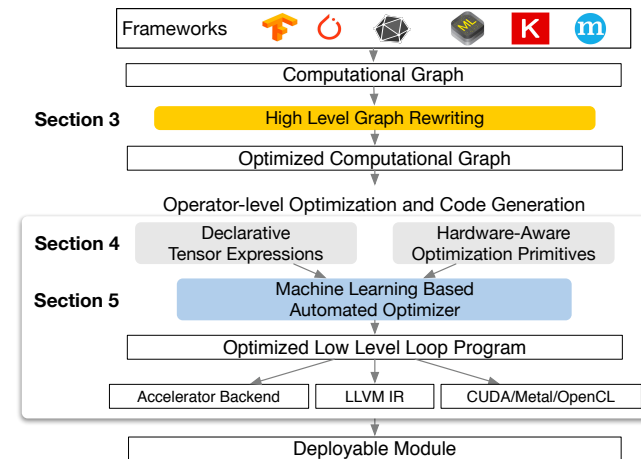 Frameworks
ML
K
m
Computational Graph
Section 3
High Level Graph Rewriting
Optimized Computational Graph
Operator-level Optimization and Code Generation
Section 4
Declarative
Tensor Expressions
Hardware-Aware
Optimization Primitives
Section 5
Machine Learning Based
Automated Optimizer
Optimized Low Level Loop Program
Accelerator Backend
LLVM IR
CUDA/Metal/OpenCL
Deployable Module